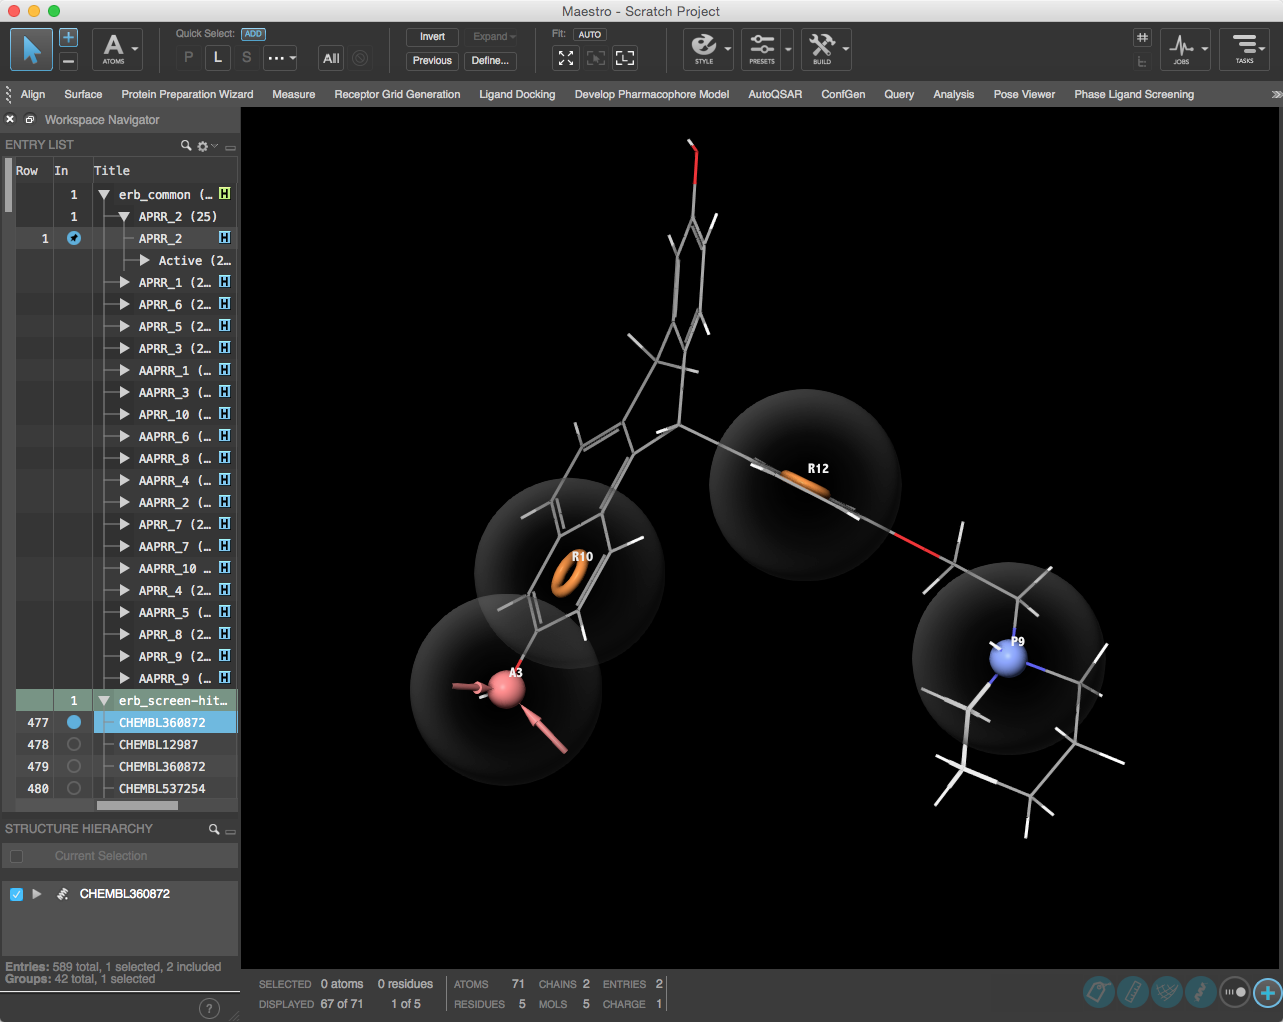 Maestro - Scratch Project
Quick Select: ADD
P L S ... All
ATOMS
Invert Expand
Previous Define...
Fit: AUTO
STYLE PRESETS BUILD JOBS TASKS
Align Surface Protein Preparation Wizard Measure Receptor Grid Generation Ligand Docking Develop Pharmacophore Model AutoQSAR ConfGen Query Analysis Pose Viewer Phase Ligand Screening
Workspace Navigator
ENTRY LIST
Row In Title
1 erb_common (... H
1 APRR_2 (25)
1 APRR_2 H
Active (2...
APRR_1 (2... H
APRR_6 (2... H
APRR_5 (2... H
APRR_3 (2... H
AAPRR_1 (... H
AAPRR_3 (... H
APRR_10 (... H
AAPRR_6 (... H
AAPRR_8 (... H
AAPRR_4 (... H
AAPRR_2 (... H
APRR_7 (2... H
AAPRR_7 (... H
AAPRR_10 ... H
APRR_4 (2... H
AAPRR_5 (... H
APRR_8 (2... H
APRR_9 (2... H
AAPRR_9 (... H
1 erb_screen-hit...
477 CHEMBL360872
478 CHEMBL12987
479 CHEMBL360872
480 CHEMBL537254
R12
R10
P9
A3
STRUCTURE HIERARCHY
Current Selection
CHEMBL360872
Entries: 589 total, 1 selected, 2 included
Groups: 42 total, 1 selected
?
SELECTED 0 atoms 0 residues ATOMS 71 CHAINS 2 ENTRIES 2
DISPLAYED 67 of 71 1 of 5 RESIDUES 5 MOLS 5 CHARGE 1